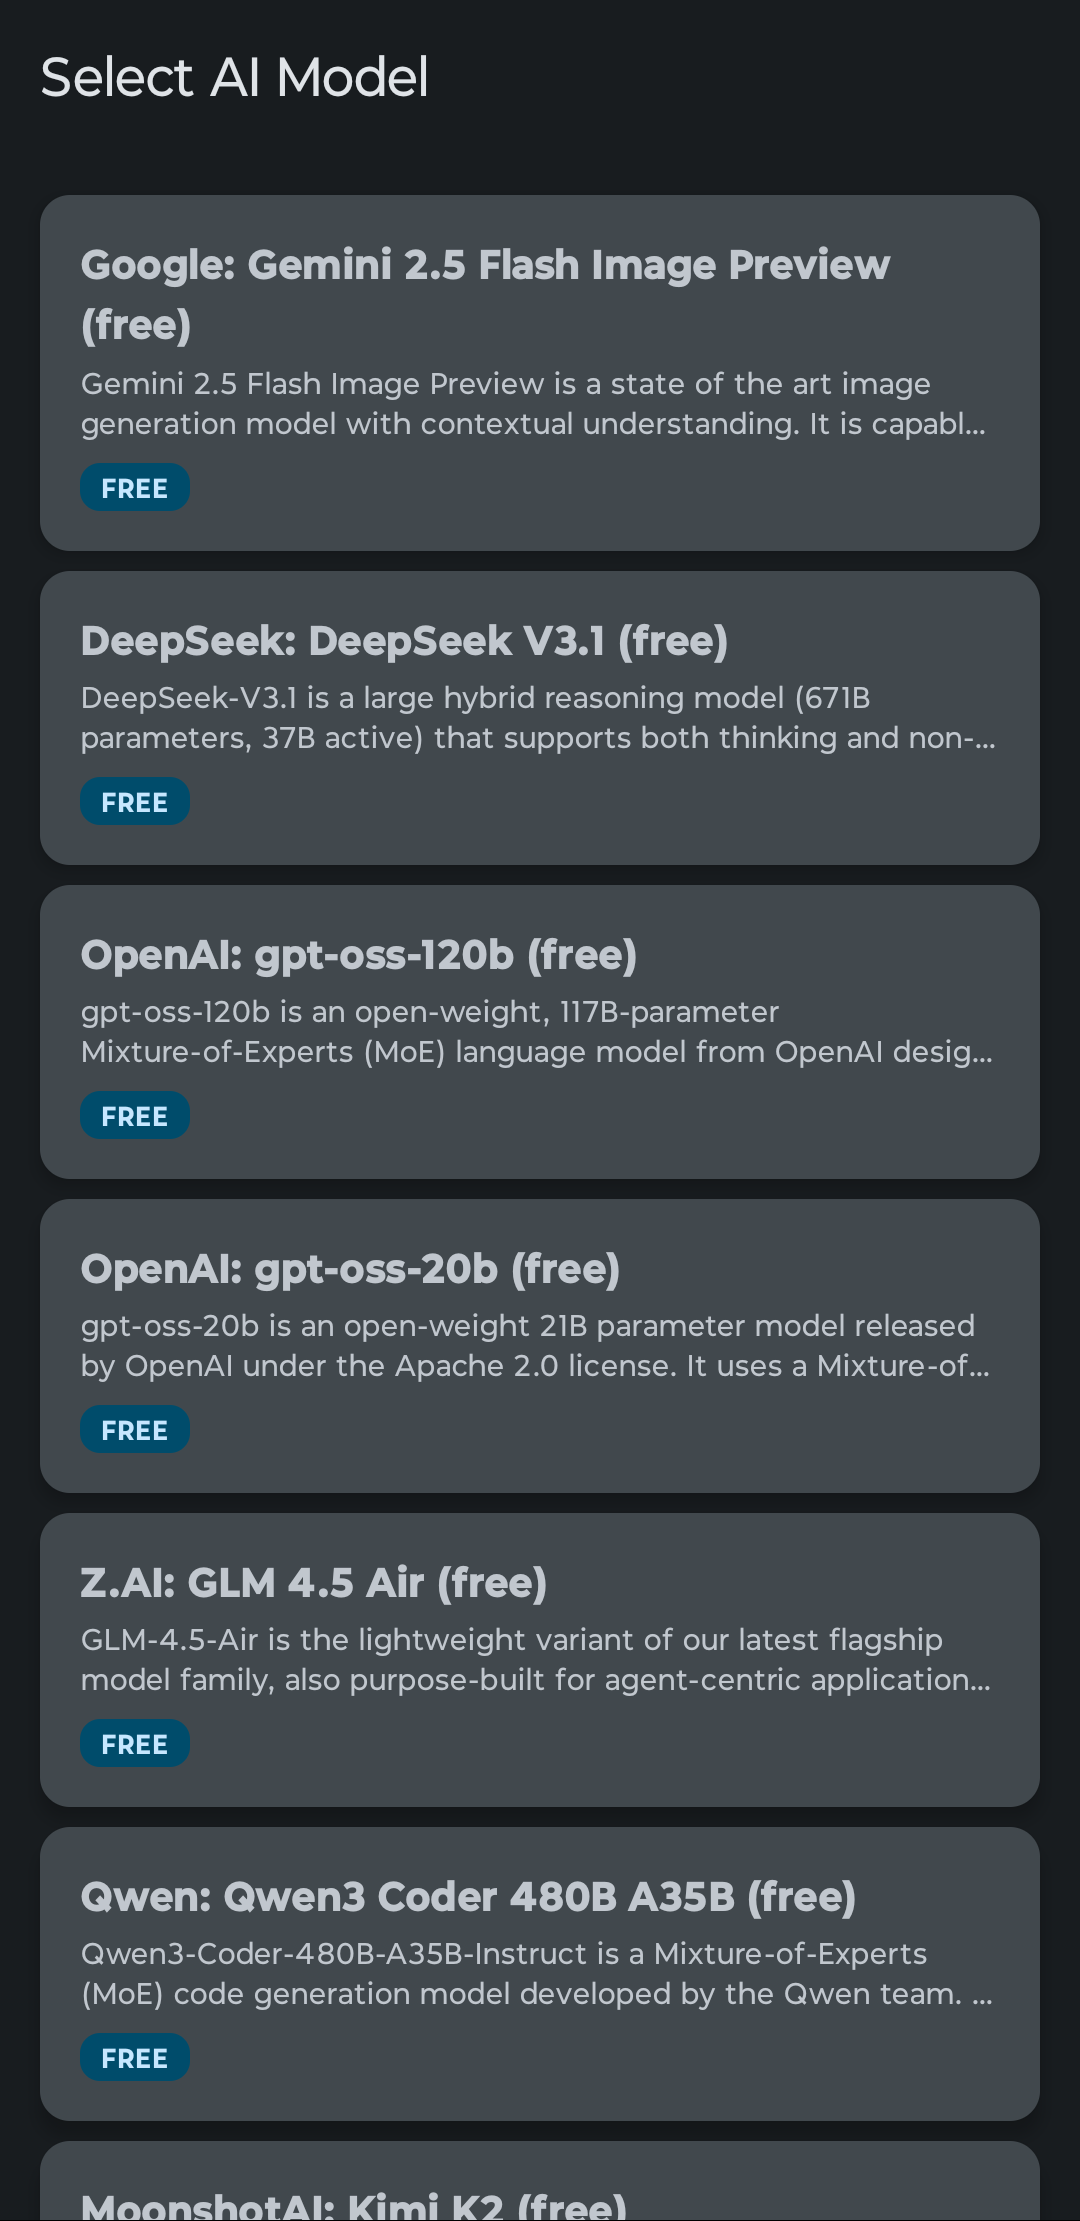 Select AI Model
Google: Gemini 2.5 Flash Image Preview
(free)
Gemini 2.5 Flash Image Preview is a state of the art image
generation model with contextual understanding. It is capabl...
FREE
DeepSeek: DeepSeek V3.1 (free)
DeepSeek-V3.1 is a large hybrid reasoning model (671B
parameters, 37B active) that supports both thinking and non-...
FREE
OpenAI: gpt-oss-120b (free)
gpt-oss-120b is an open-weight, 117B-parameter
Mixture-of-Experts (MoE) language model from OpenAI desig...
FREE
OpenAI: gpt-oss-20b (free)
gpt-oss-20b is an open-weight 21B parameter model released
by OpenAI under the Apache 2.0 license. It uses a Mixture-of...
FREE
Z.AI: GLM 4.5 Air (free)
GLM-4.5-Air is the lightweight variant of our latest flagship
model family, also purpose-built for agent-centric application...
FREE
Qwen: Qwen3 Coder 480B A35B (free)
Qwen3-Coder-480B-A35B-Instruct is a Mixture-of-Experts
(MoE) code generation model developed by the Qwen team. ...
FREE
MoonshotAI: Kimi K2 (free)